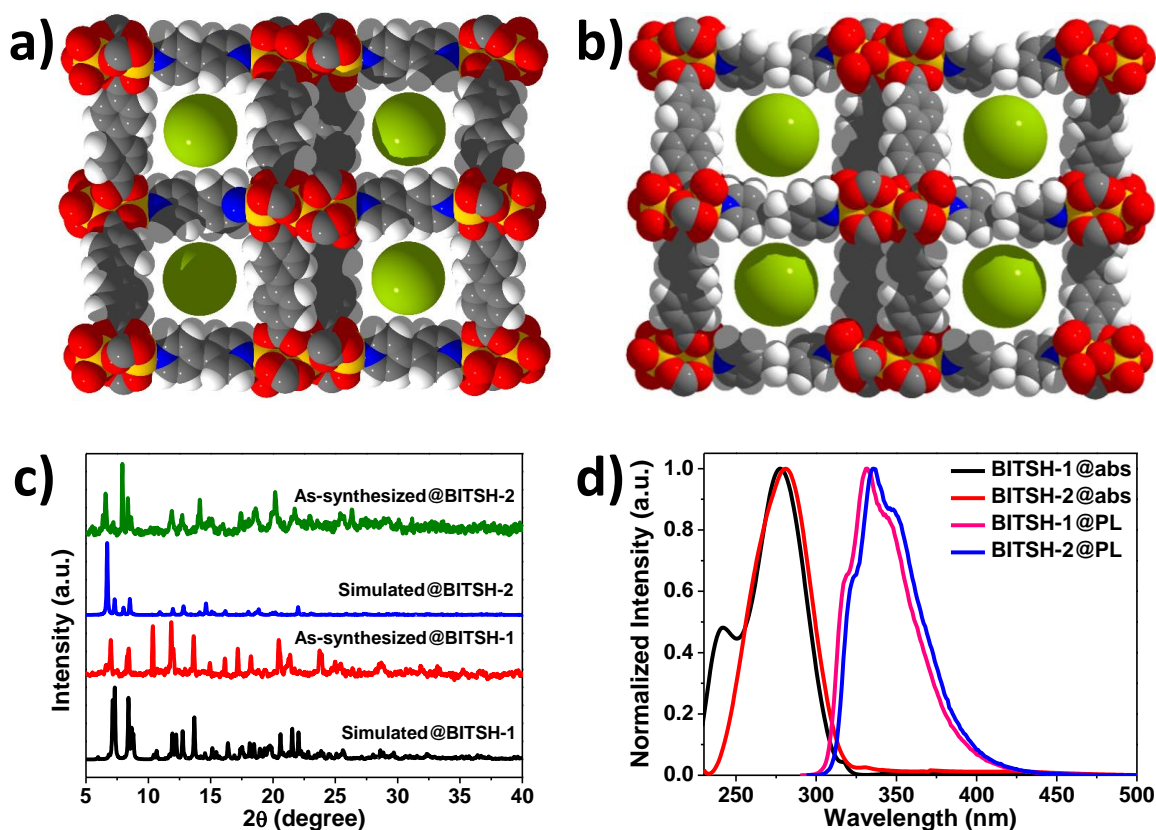 a)
b)
c)
As-synthesized@BITSH-2
Simulated@BITSH-2
As-synthesized@BITSH-1
Simulated@BITSH-1
Intensity (a.u.)
5 10 15 20 25 30 35 40
2θ (degree)
d)
BITSH-1@abs
BITSH-2@abs
BITSH-1@PL
BITSH-2@PL
Normalized Intensity (a.u.)
1.0
0.8
0.6
0.4
0.2
0.0
250 300 350 400 450 500
Wavelength (nm)